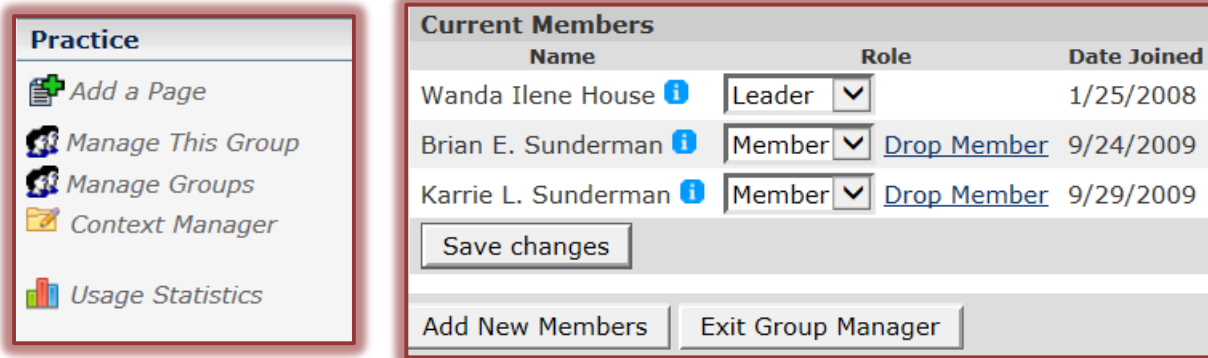 Practice
Add a Page
Manage This Group
Manage Groups
Context Manager
Usage Statistics
Current Members
Name Role Date Joined
Wanda Ilene House i Leader 1/25/2008
Brian E. Sunderman i Member Drop Member 9/24/2009
Karrie L. Sunderman i Member Drop Member 9/29/2009
Save changes
Add New Members Exit Group Manager